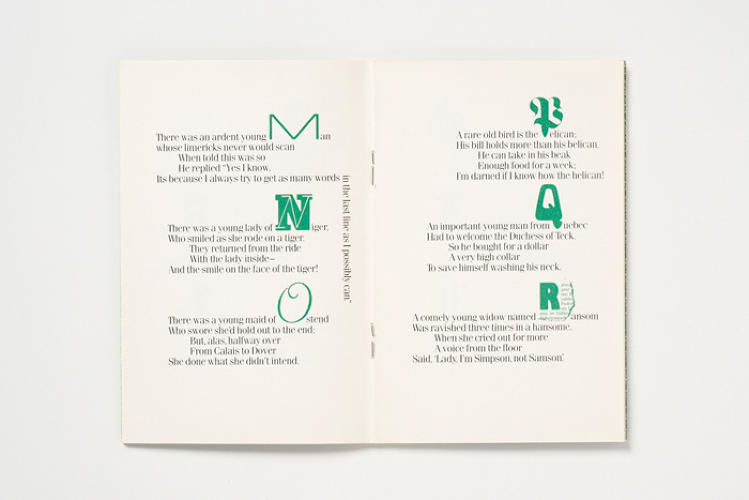 There was an ardent young Man
whose limericks never would scan
When told this was so
He replied "Yes I know,
Its because I always try to get as many words in the last line as I possibly can."
There was a young lady of Niger,
Who smiled as she rode on a tiger.
They returned from the ride
With the lady inside–
And the smile on the face of the tiger!
There was a young maid of Ostend
Who swore she'd hold out to the end;
But, alas, halfway over
From Calais to Dover
She done what she didn't intend.
A rare old bird is the Pelican;
His bill holds more than his belican.
He can take in his beak
Enough food for a week;
I'm darned if I know how the helican!
An important young man from Quebec
Had to welcome the Duchess of Teck.
So he bought for a dollar
A very high collar
To save himself washing his neck.
A comely young widow named Ransom
Was ravished three times in a hansome.
When she cried out for more
A voice from the floor
Said, 'Lady, I'm Simpson, not Samson.'